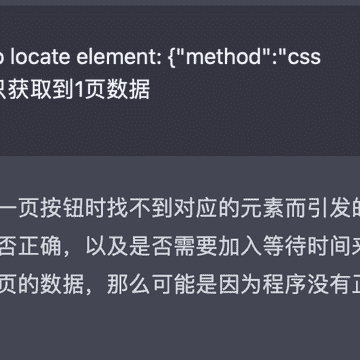 locate element: {"method":"css
只获取到1页数据
一页按钮时找不到对应的元素而引发的
否正确，以及是否需要加入等待时间来
页的数据，那么可能是因为程序没有正